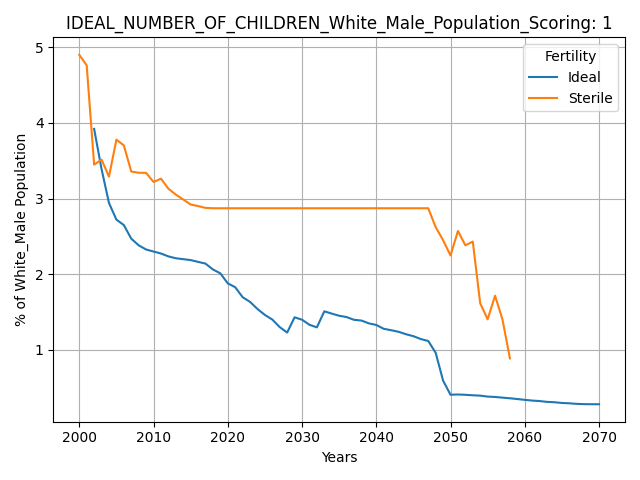 IDEAL_NUMBER_OF_CHILDREN_White_Male_Population_Scoring: 1
Fertility
Ideal
Sterile
% of White_Male Population
5
4
3
2
1
2000 2010 2020 2030 2040 2050 2060 2070
Years